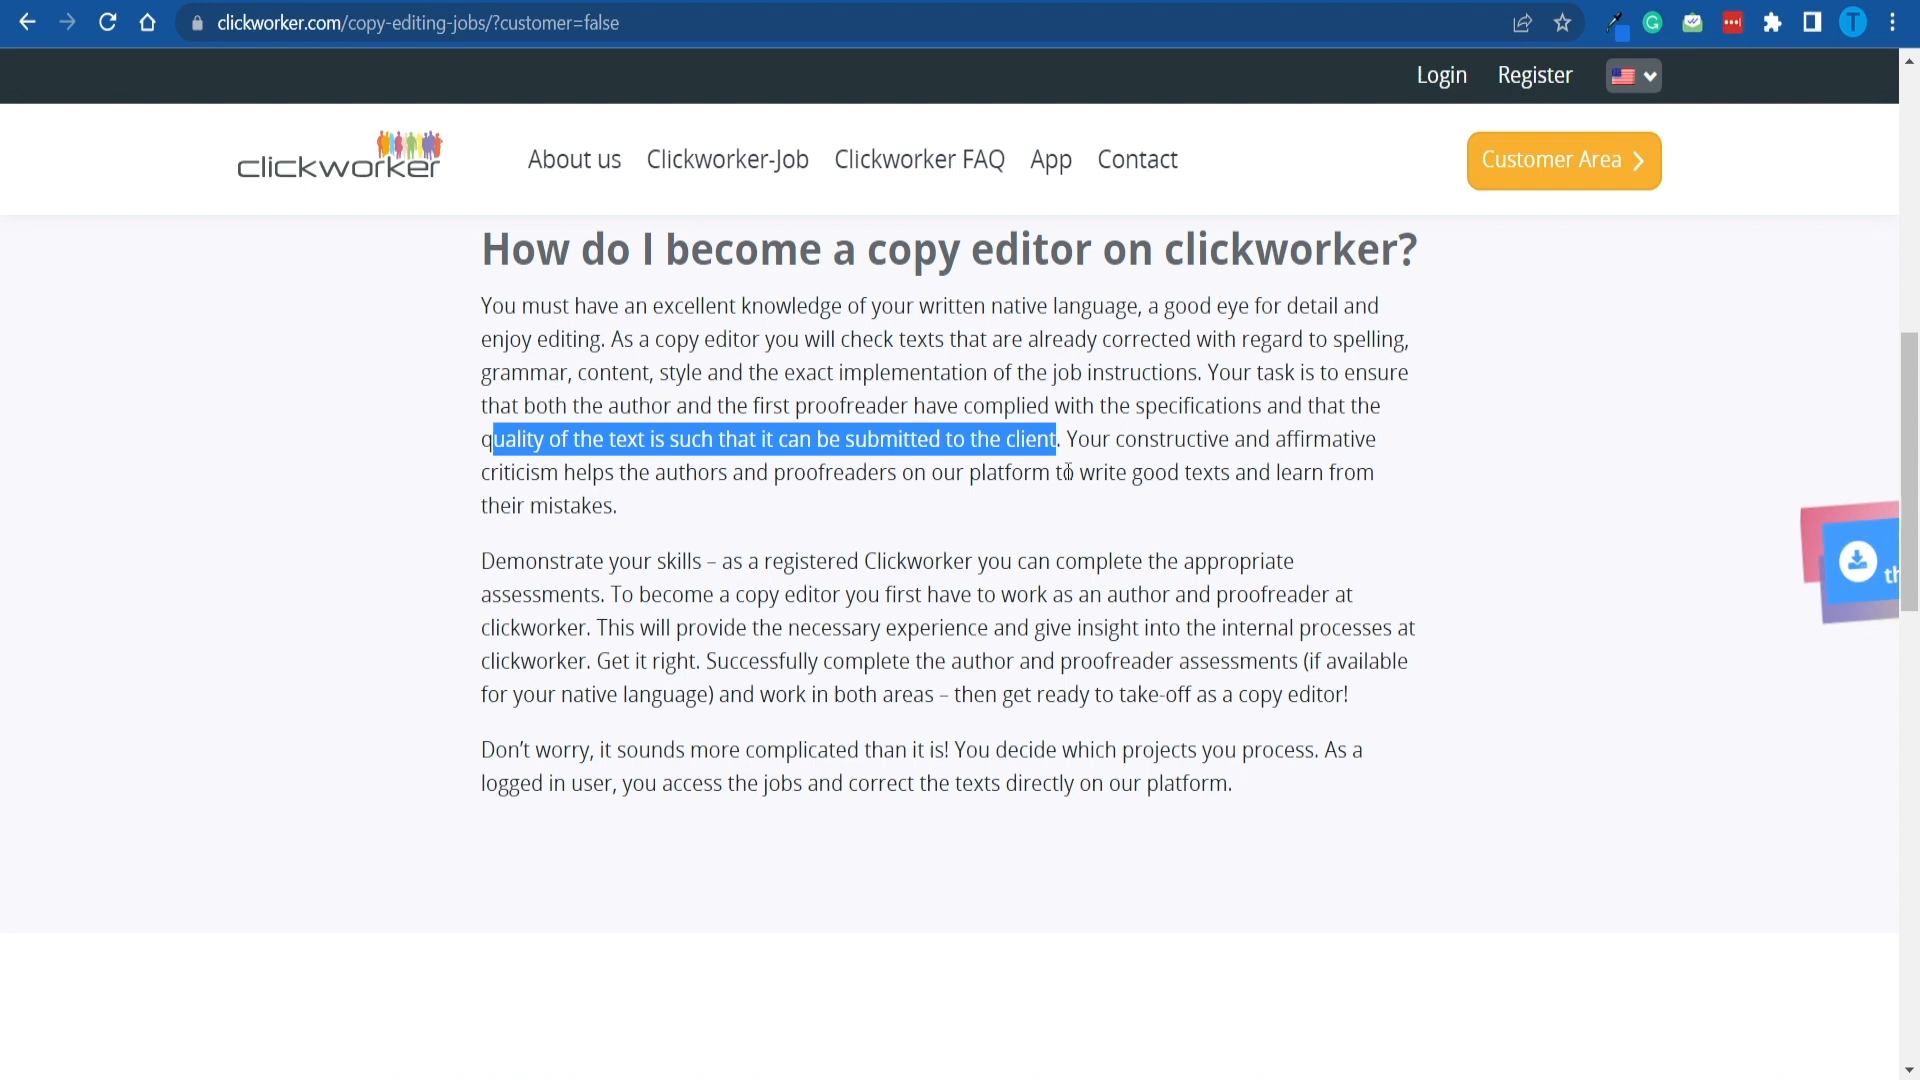 clickworker.com/copy-editing-jobs/?customer=false
T
Login Register
clickworker
About us Clickworker-Job Clickworker FAQ App Contact
Customer Area
How do I become a copy editor on clickworker?
You must have an excellent knowledge of your written native language, a good eye for detail and
enjoy editing. As a copy editor you will check texts that are already corrected with regard to spelling,
grammar, content, style and the exact implementation of the job instructions. Your task is to ensure
that both the author and the first proofreader have complied with the specifications and that the
quality of the text is such that it can be submitted to the client. Your constructive and affirmative
criticism helps the authors and proofreaders on our platform to write good texts and learn from
their mistakes.
Demonstrate your skills – as a registered Clickworker you can complete the appropriate
assessments. To become a copy editor you first have to work as an author and proofreader at
clickworker. This will provide the necessary experience and give insight into the internal processes at
clickworker. Get it right. Successfully complete the author and proofreader assessments (if available
for your native language) and work in both areas – then get ready to take-off as a copy editor!
Don’t worry, it sounds more complicated than it is! You decide which projects you process. As a
logged in user, you access the jobs and correct the texts directly on our platform.